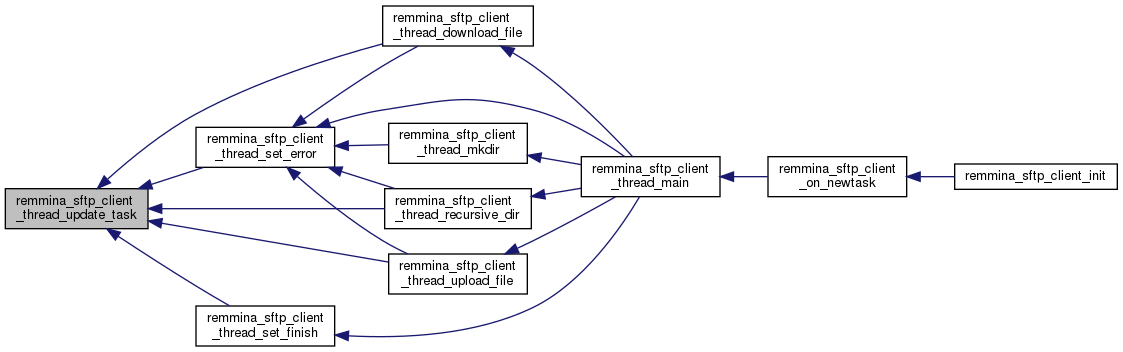 remmina_sftp_client
_thread_download_file
remmina_sftp_client
_thread_set_error
remmina_sftp_client
_thread_mkdir
remmina_sftp_client
_thread_main
remmina_sftp_client
_on_newtask
remmina_sftp_client_init
remmina_sftp_client
_thread_update_task
remmina_sftp_client
_thread_recursive_dir
remmina_sftp_client
_thread_upload_file
remmina_sftp_client
_thread_set_finish